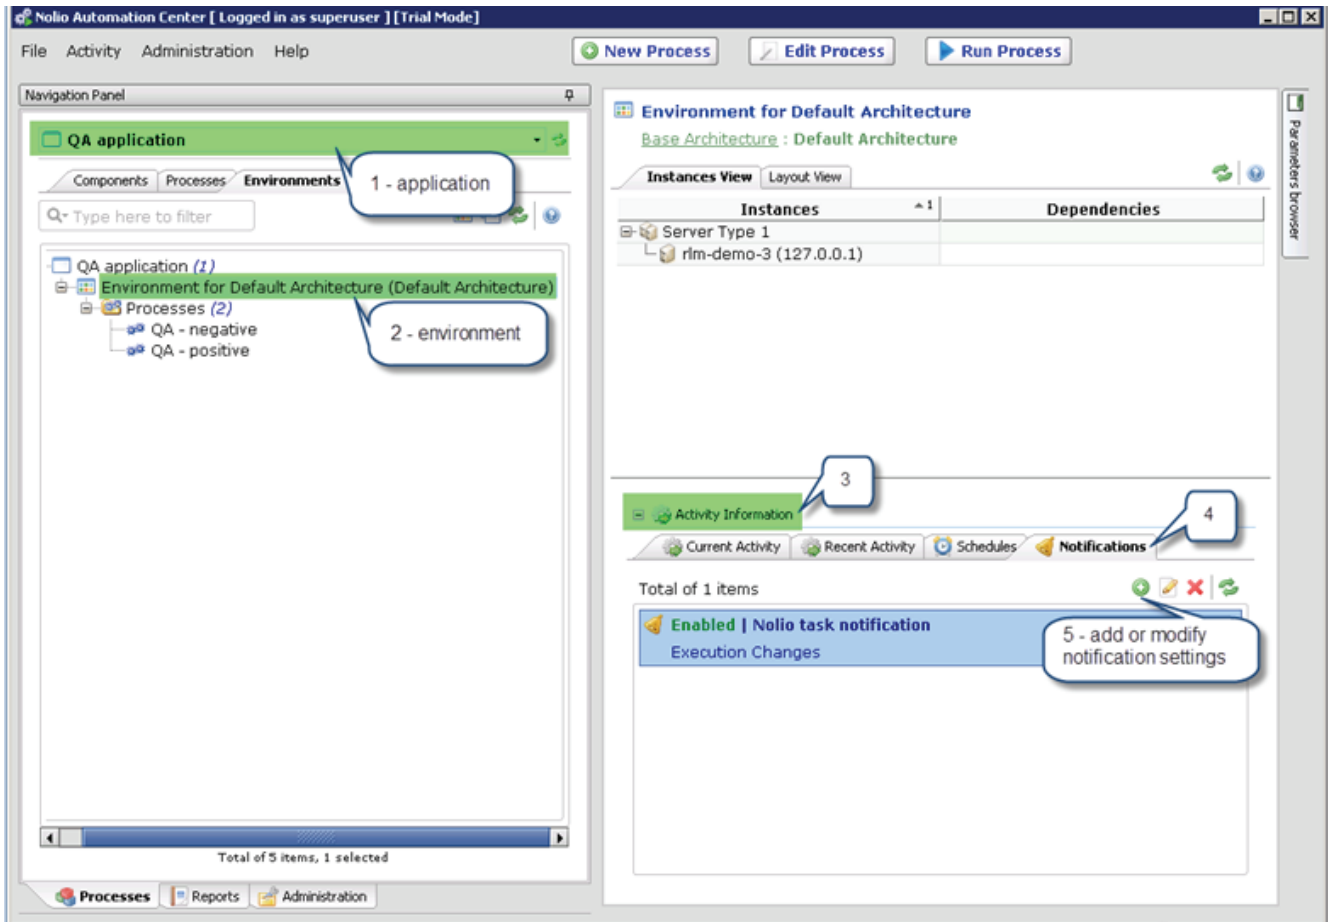 Nolio Automation Center [ Logged in as superuser ] [Trial Mode]
File Activity Administration Help
New Process Edit Process Run Process
Navigation Panel
QA application
1 - application
Components Processes Environments
Type here to filter
QA application (1)
Environment for Default Architecture (Default Architecture)
Processes (2)
QA - negative
QA - positive
2 - environment
Total of 5 items, 1 selected
Processes Reports Administration
Environment for Default Architecture
Base Architecture : Default Architecture
Instances View Layout View
Instances 1 Dependencies
Server Type 1
rlm-demo-3 (127.0.0.1)
3
Activity Information
4
Current Activity Recent Activity Schedules Notifications
Total of 1 items
Enabled | Nolio task notification
Execution Changes
5 - add or modify
notification settings
Parameters browser